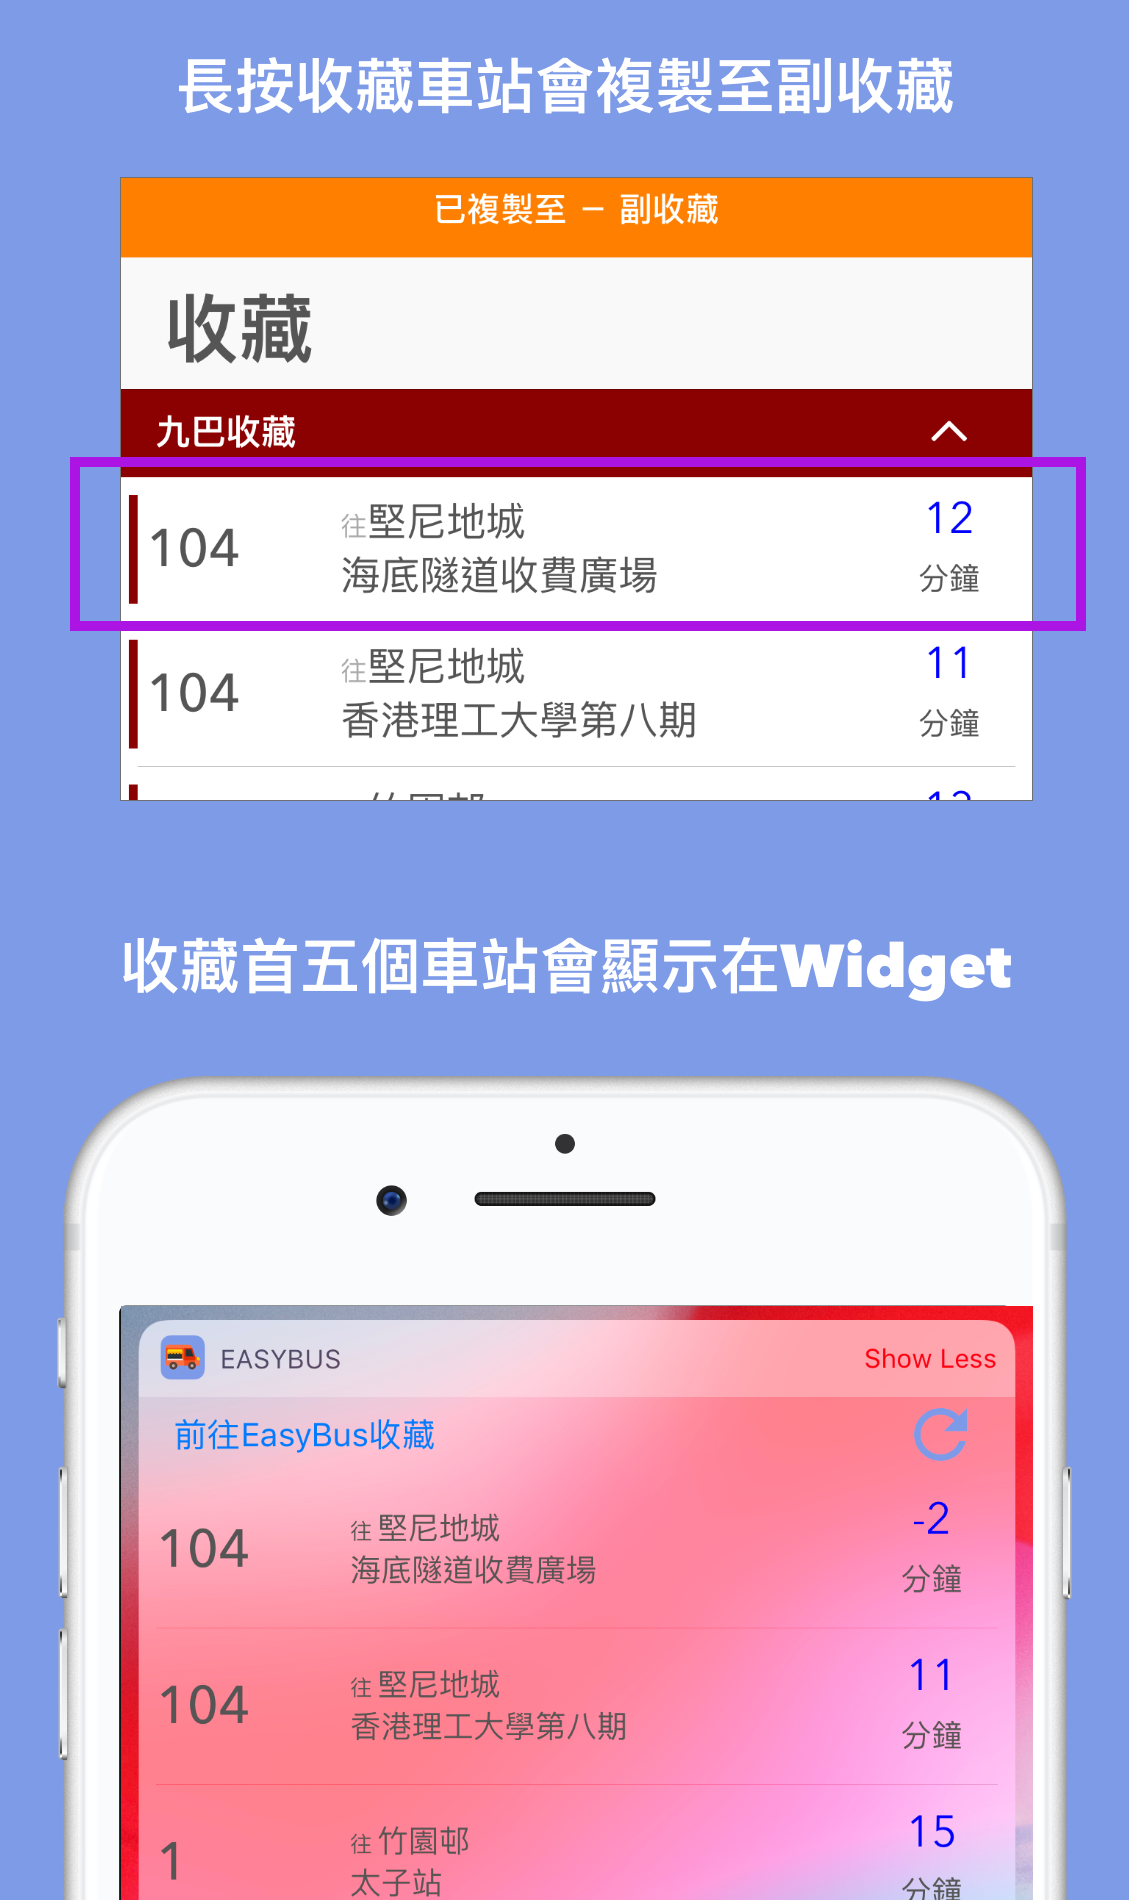 長按收藏車站會複製至副收藏
已複製至 – 副收藏
收藏
九巴收藏
104
往堅尼地城
海底隧道收費廣場
12
分鐘
104
往堅尼地城
香港理工大學第八期
11
分鐘
收藏首五個車站會顯示在Widget
EASYBUS
Show Less
前往EasyBus收藏
104
往 堅尼地城
海底隧道收費廣場
-2
分鐘
104
往 堅尼地城
香港理工大學第八期
11
分鐘
1
往 竹園邨
太子站
15
分鐘